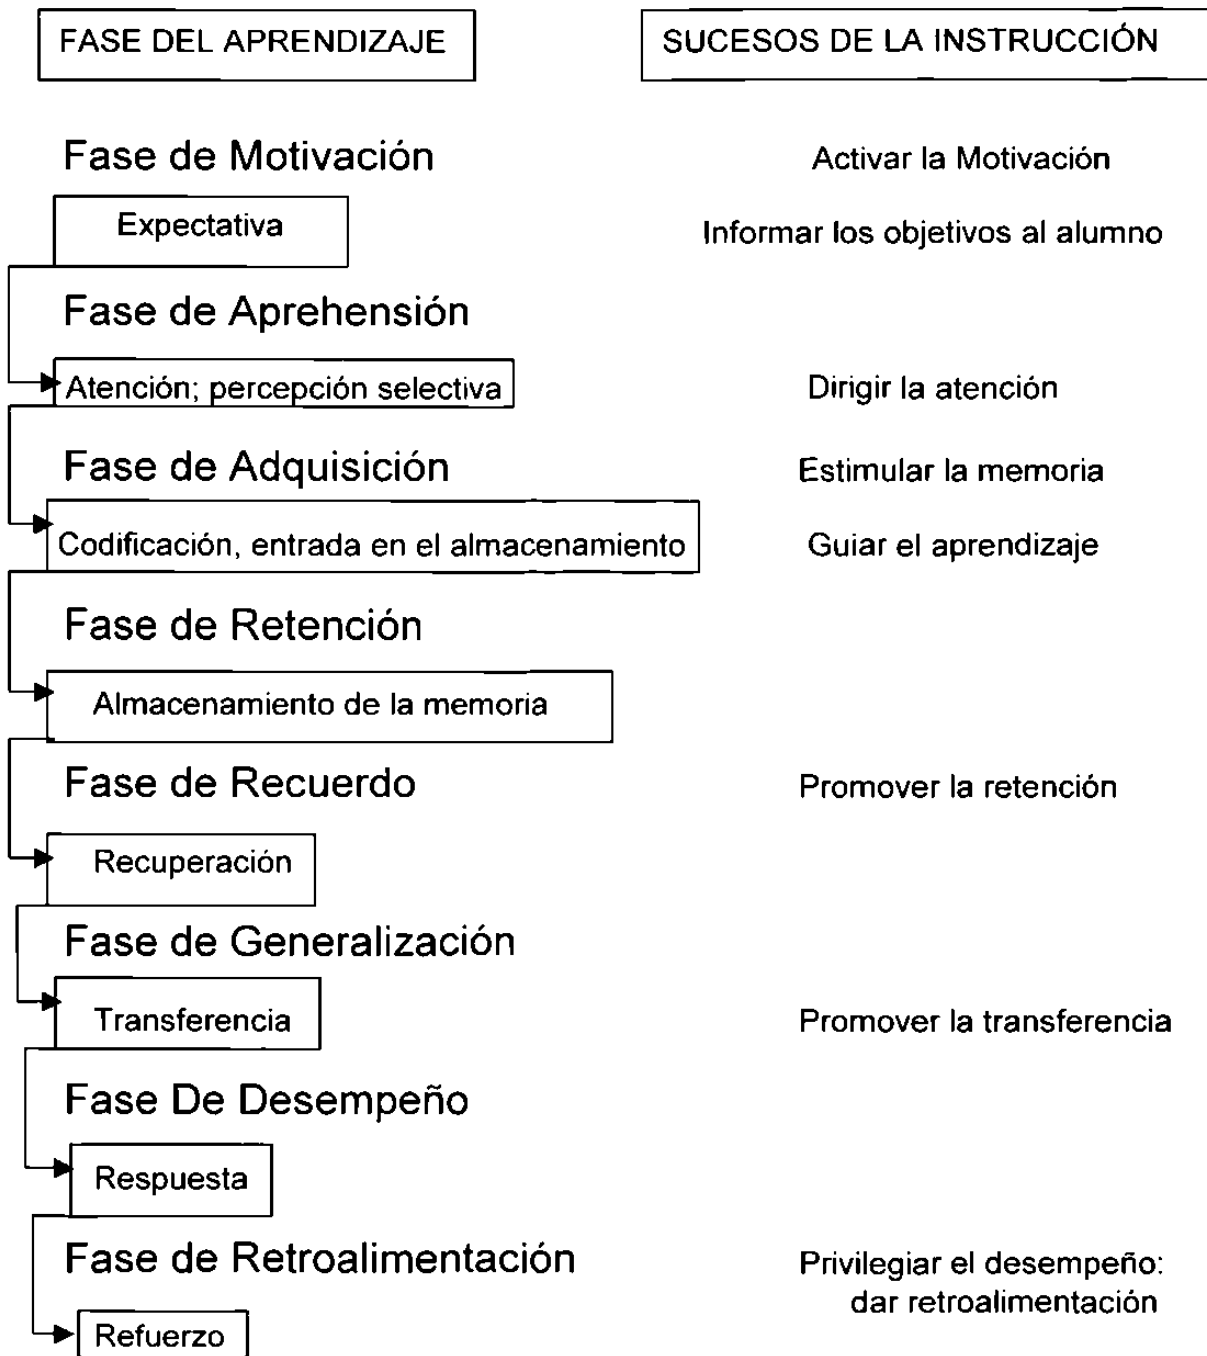 FASE DEL APRENDIZAJE
SUCESOS DE LA INSTRUCCIÓN
Fase de Motivación
Activar la Motivación
Expectativa
Informar los objetivos al alumno
Fase de Aprehensión
Atención; percepción selectiva
Dirigir la atención
Fase de Adquisición
Estimular la memoria
Codificación, entrada en el almacenamiento
Guiar el aprendizaje
Fase de Retención
Almacenamiento de la memoria
Fase de Recuerdo
Promover la retención
Recuperación
Fase de Generalización
Transferencia
Promover la transferencia
Fase De Desempeño
Respuesta
Fase de Retroalimentación
Privilegiar el desempeño:
dar retroalimentación
Refuerzo